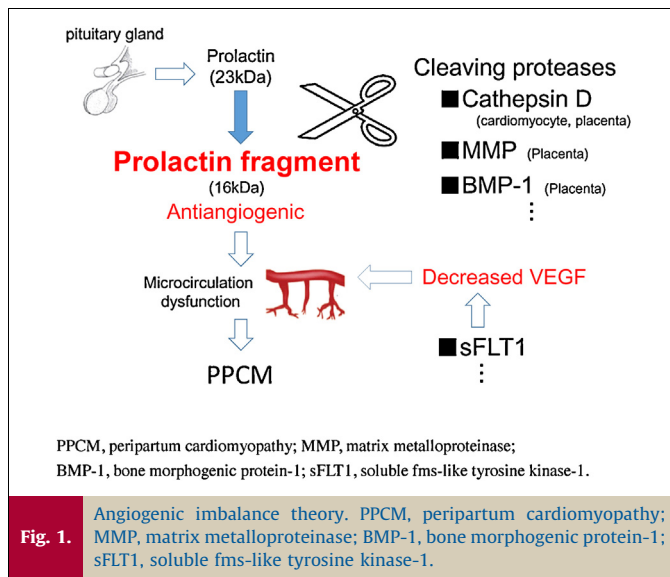 pituitary gland
Prolactin
(23kDa)
Cleaving proteases
■ Cathepsin D
(cardiomyocyte, placenta)
■ MMP (Placenta)
■ BMP-1 (Placenta)
⋮
Prolactin fragment
(16kDa)
Antiangiogenic
Microcirculation
dysfunction
Decreased VEGF
■ sFLT1
⋮
PPCM
PPCM, peripartum cardiomyopathy; MMP, matrix metalloproteinase;
BMP-1, bone morphogenic protein-1; sFLT1, soluble fms-like tyrosine kinase-1.
Fig. 1.
Angiogenic imbalance theory. PPCM, peripartum cardiomyopathy;
MMP, matrix metalloproteinase; BMP-1, bone morphogenic protein-1;
sFLT1, soluble fms-like tyrosine kinase-1.